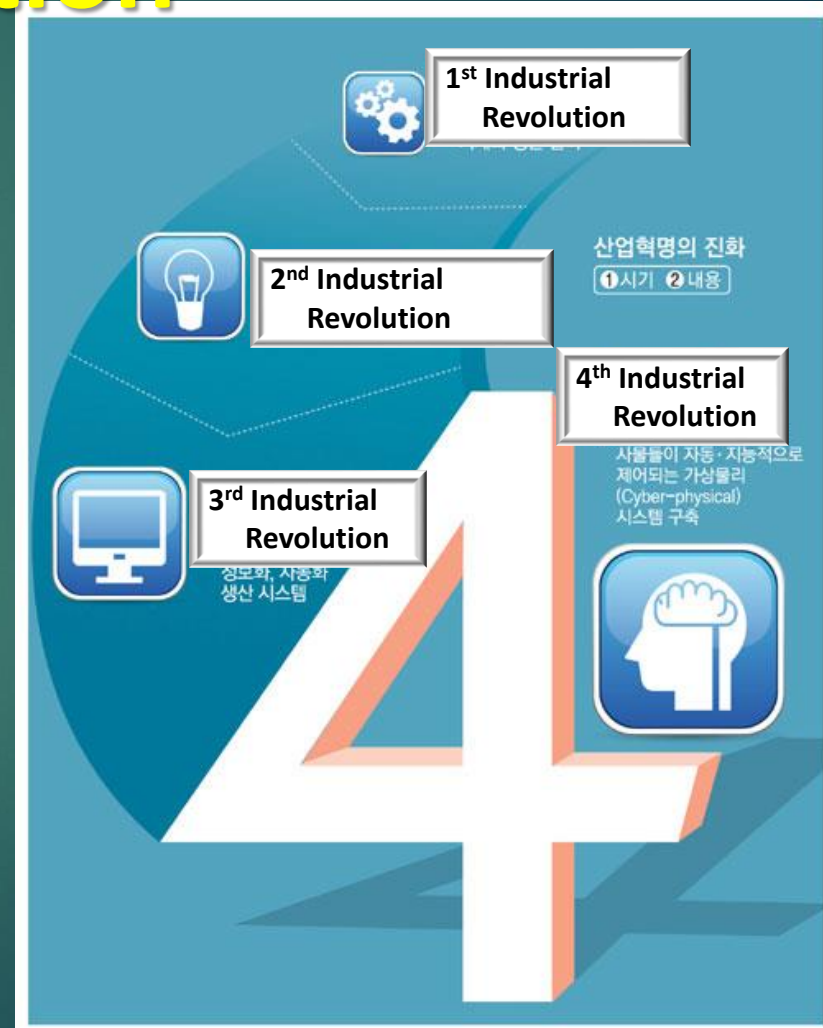 1st Industrial
Revolution
산업혁명의 진화
①시기 ②내용
2nd Industrial
Revolution
4th Industrial
Revolution
사물들이 자동·지능적으로
제어되는 가상물리
(Cyber-physical)
시스템 구축
3rd Industrial
Revolution
정보화, 자동화
생산 시스템